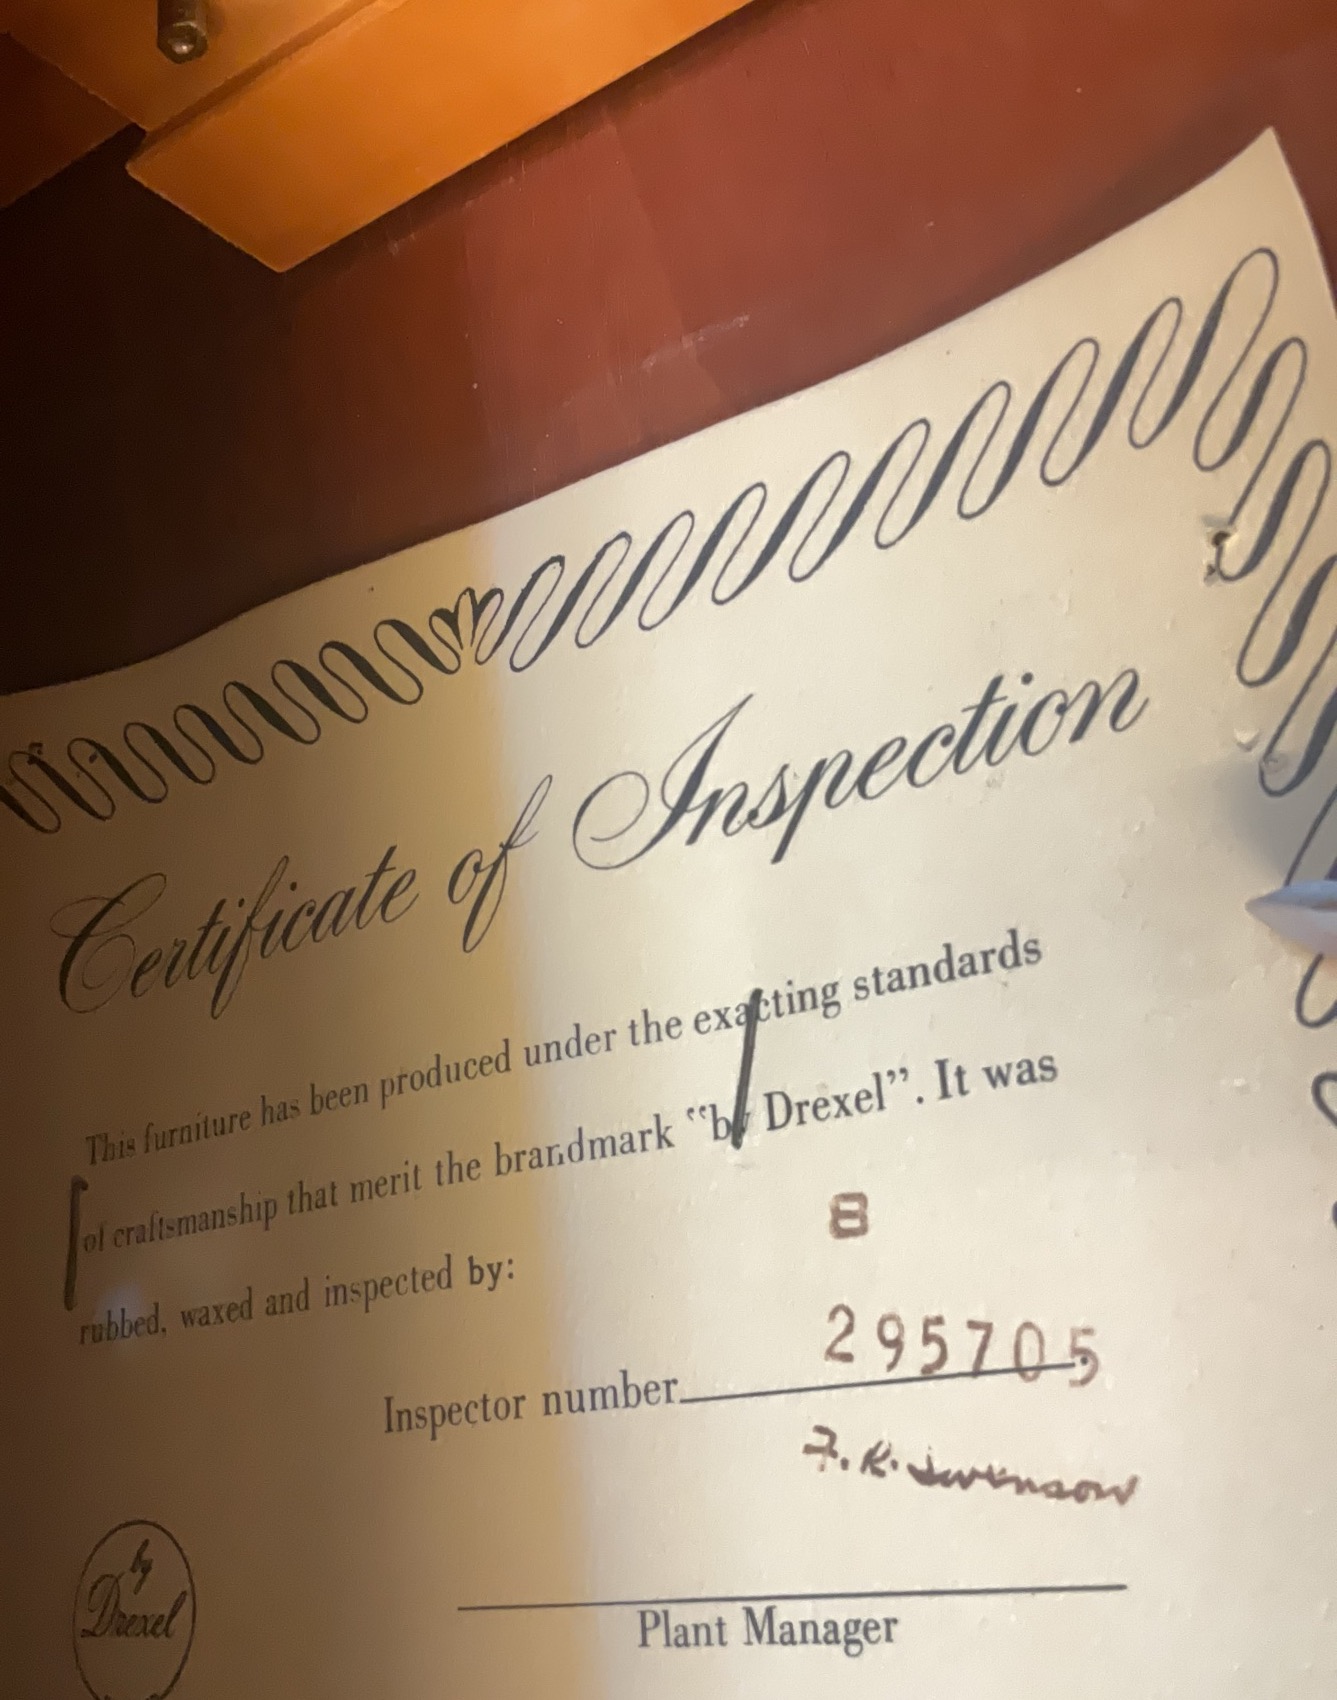 Certificate of Inspection
This furniture has been produced under the exacting standards
of craftsmanship that merit the brandmark “by Drexel”. It was
rubbed, waxed and inspected by:
8
295705
Inspector number
F. R. Swenson
Plant Manager
by
Drexel